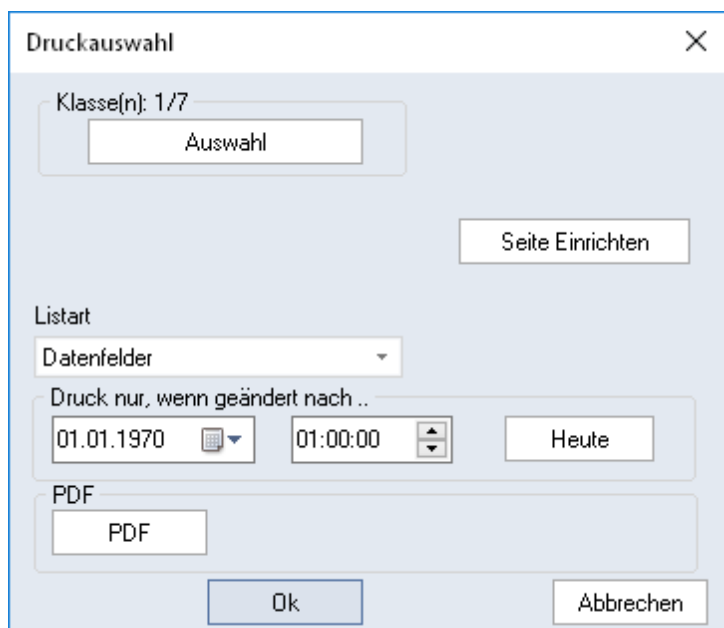 Druckauswahl
Klasse(n): 1/7
Auswahl
Seite Einrichten
Listart
Datenfelder
Druck nur, wenn geändert nach ..
01.01.1970 01:00:00 Heute
PDF
PDF
Ok Abbrechen